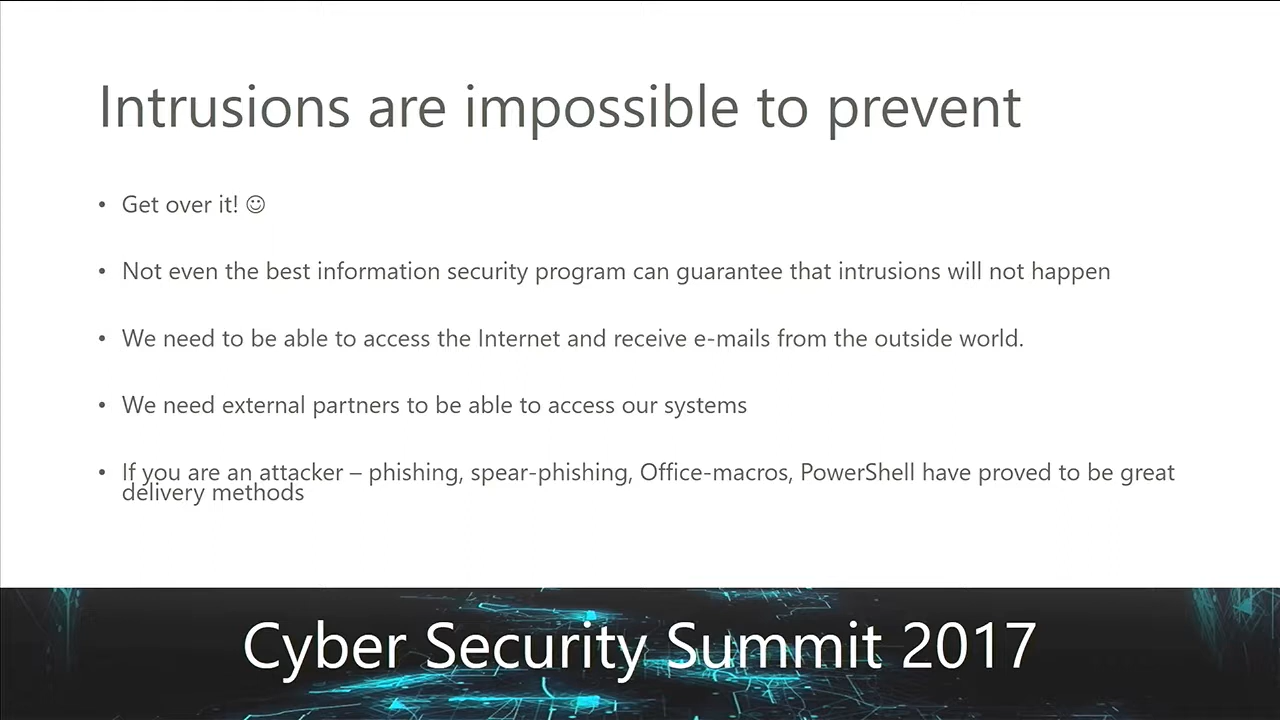 Intrusions are impossible to prevent
• Get over it! ☺
• Not even the best information security program can guarantee that intrusions will not happen
• We need to be able to access the Internet and receive e-mails from the outside world.
• We need external partners to be able to access our systems
• If you are an attacker – phishing, spear-phishing, Office-macros, PowerShell have proved to be great
delivery methods
Cyber Security Summit 2017